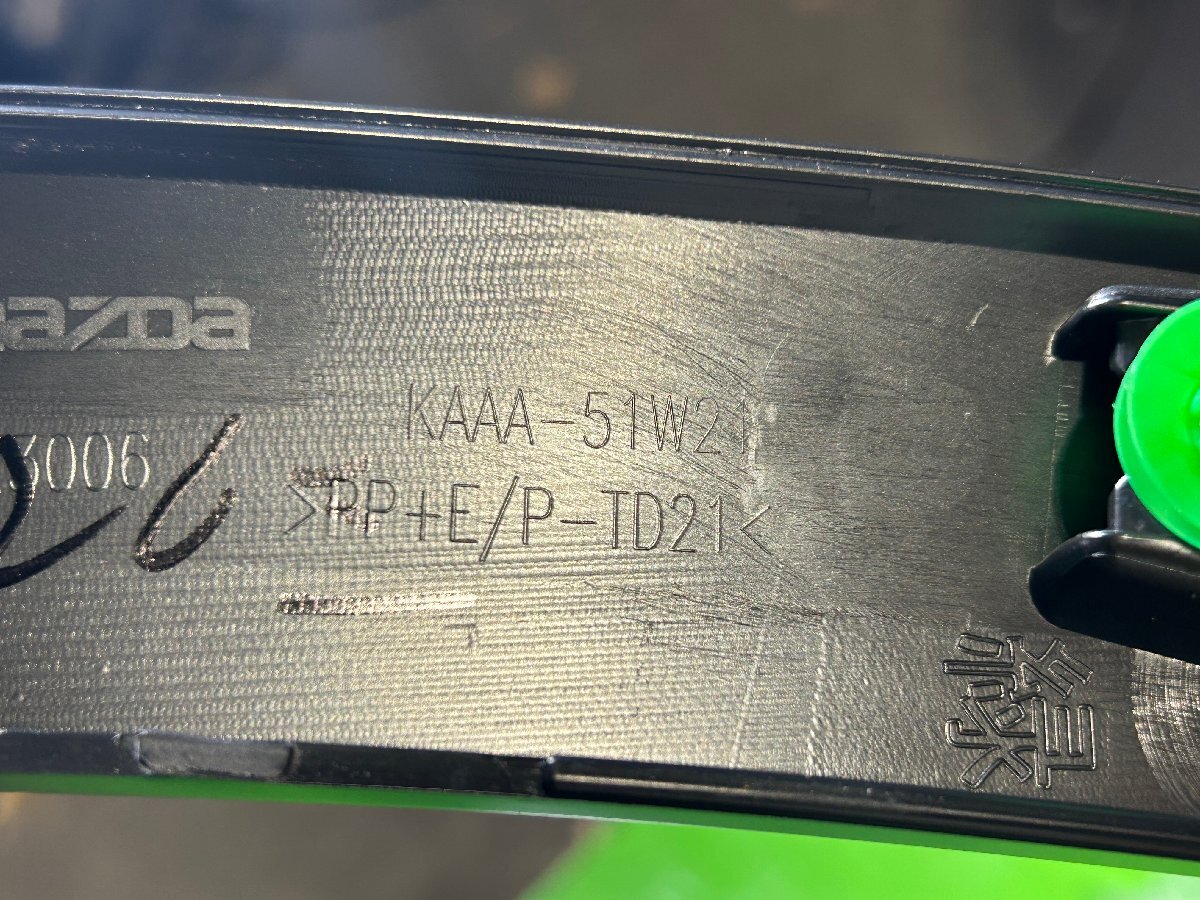 mazda
KAAA-51W21
3006
>PP+E/P-TD21<